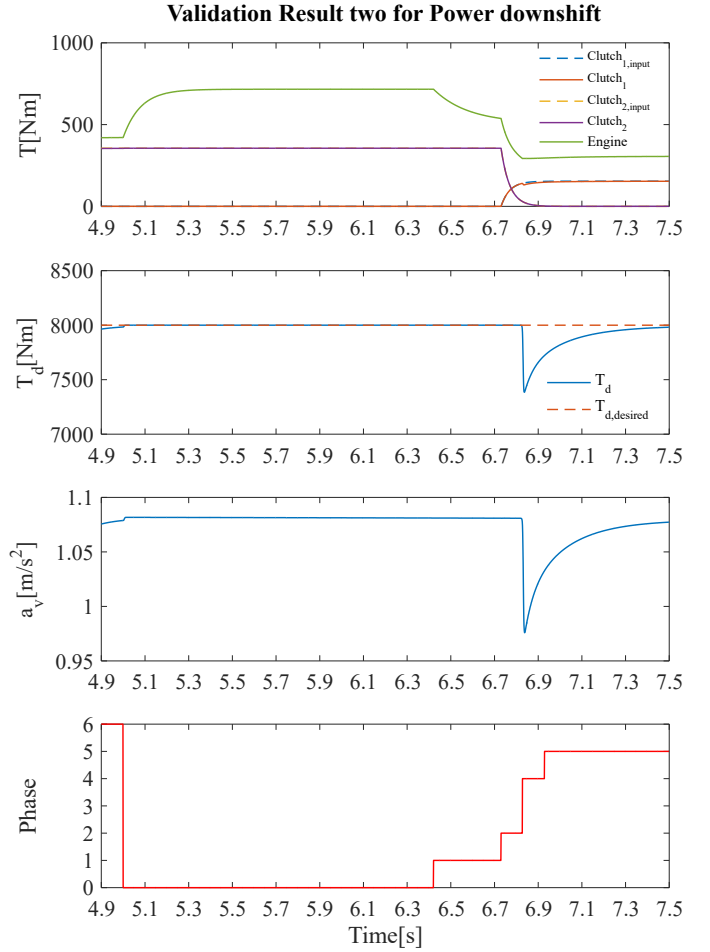 Validation Result two for Power downshift
T[Nm]
1000
500
0
Clutch1,input
Clutch1
Clutch2,input
Clutch2
Engine
4.9 5.1 5.3 5.5 5.7 5.9 6.1 6.3 6.5 6.7 6.9 7.1 7.3 7.5
Td[Nm]
8500
8000
7500
7000
Td
Td,desired
4.9 5.1 5.3 5.5 5.7 5.9 6.1 6.3 6.5 6.7 6.9 7.1 7.3 7.5
av[m/s2]
1.1
1.05
1
0.95
4.9 5.1 5.3 5.5 5.7 5.9 6.1 6.3 6.5 6.7 6.9 7.1 7.3 7.5
Phase
6
5
4
3
2
1
0
4.9 5.1 5.3 5.5 5.7 5.9 6.1 6.3 6.5 6.7 6.9 7.1 7.3 7.5
Time[s]